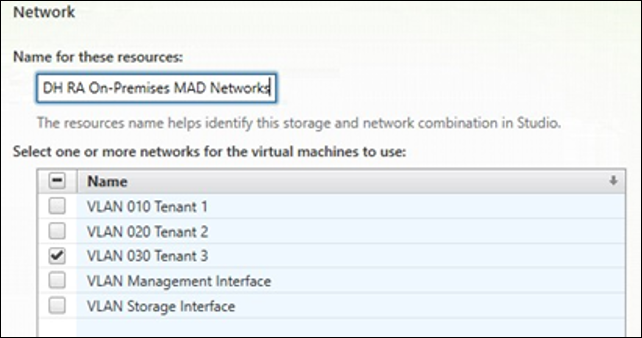 Network
Name for these resources:
DH RA On-Premises MAD Networks
The resources name helps identify this storage and network combination in Studio.
Select one or more networks for the virtual machines to use:
Name
VLAN 010 Tenant 1
VLAN 020 Tenant 2
VLAN 030 Tenant 3
VLAN Management Interface
VLAN Storage Interface